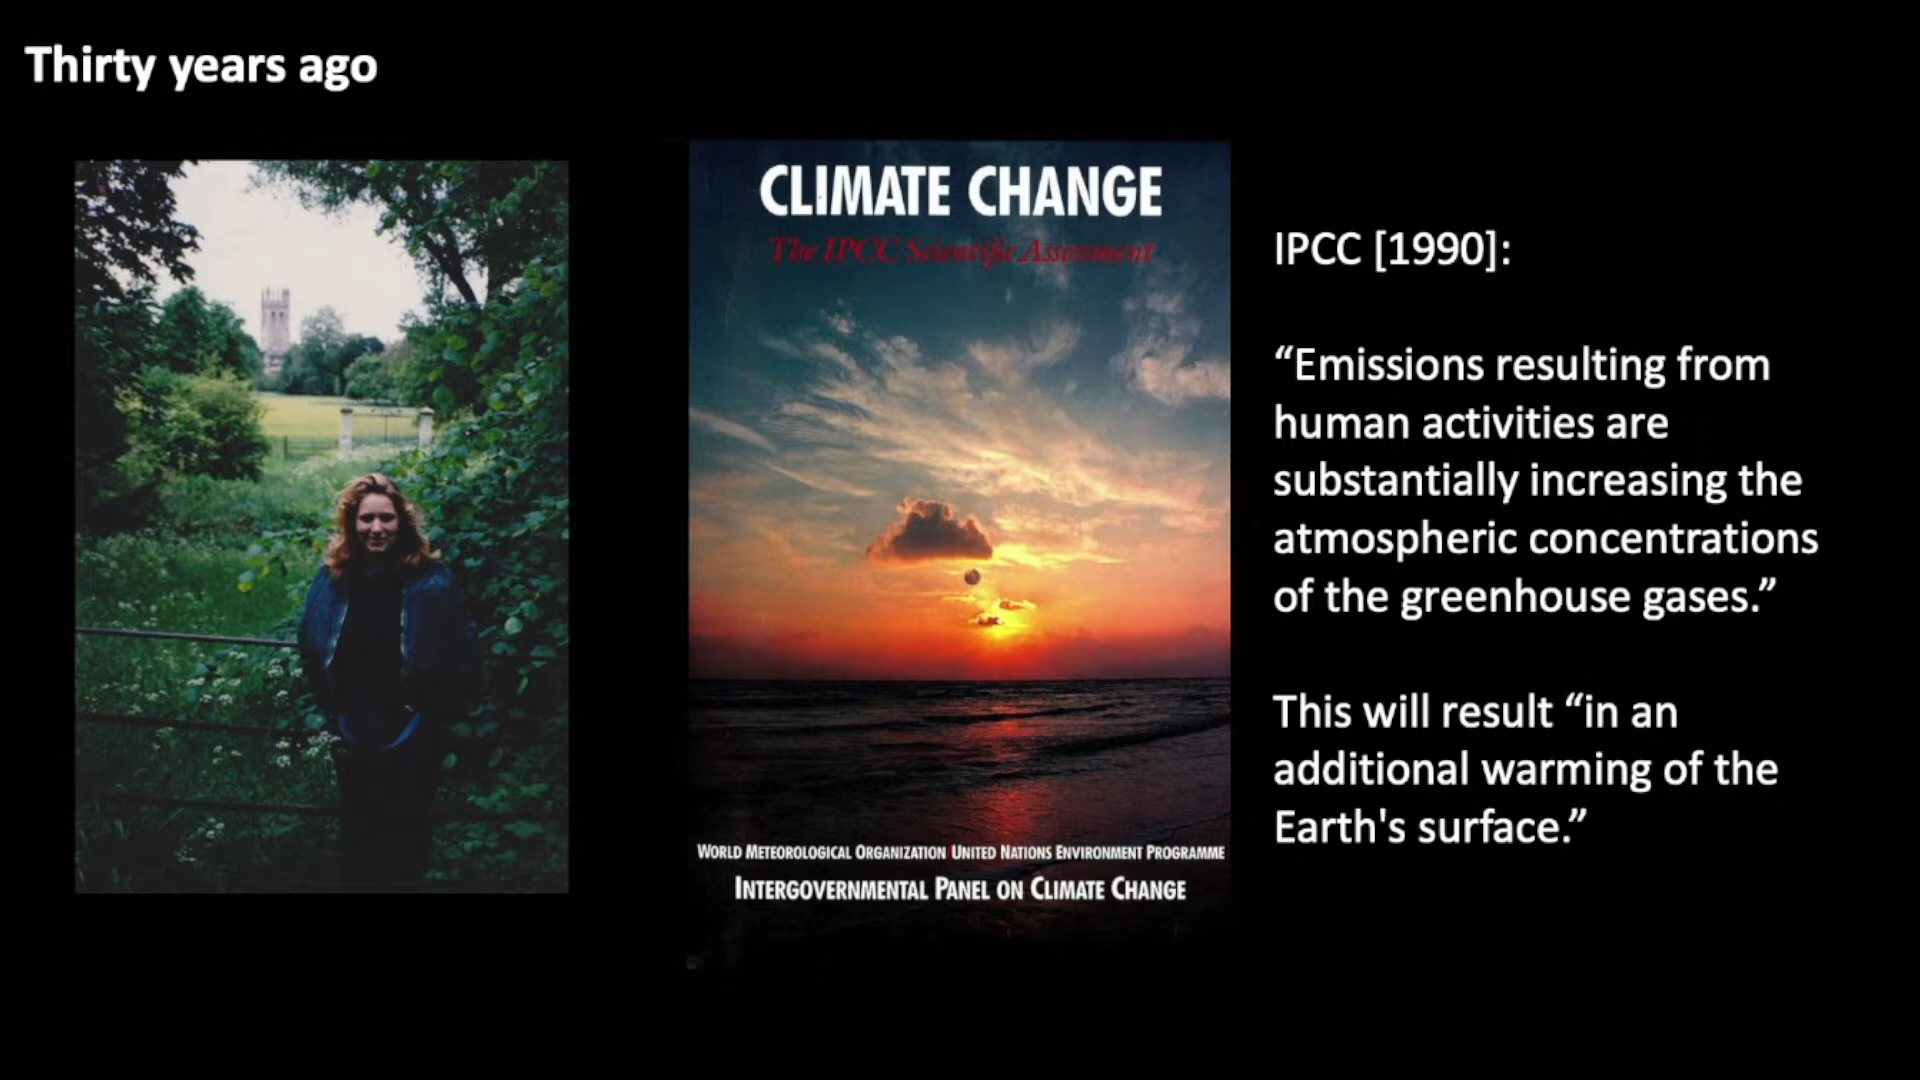 Thirty years ago
CLIMATE CHANGE
The IPCC Scientific Assessment
WORLD METEOROLOGICAL ORGANIZATION UNITED NATIONS ENVIRONMENT PROGRAMME
INTERGOVERNMENTAL PANEL ON CLIMATE CHANGE
IPCC [1990]:
“Emissions resulting from
human activities are
substantially increasing the
atmospheric concentrations
of the greenhouse gases.”
This will result “in an
additional warming of the
Earth's surface.”